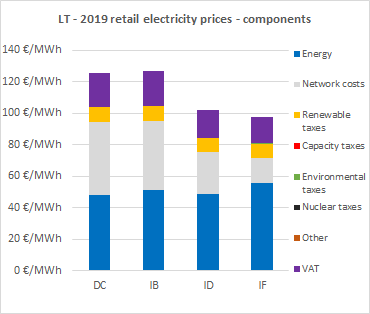 LT - 2019 retail electricity prices - components
140 €/MWh
120 €/MWh
100 €/MWh
80 €/MWh
60 €/MWh
40 €/MWh
20 €/MWh
0 €/MWh
DC
IB
ID
IF
Energy
Network costs
Renewable
taxes
Capacity taxes
Environmental
taxes
Nuclear taxes
Other
VAT